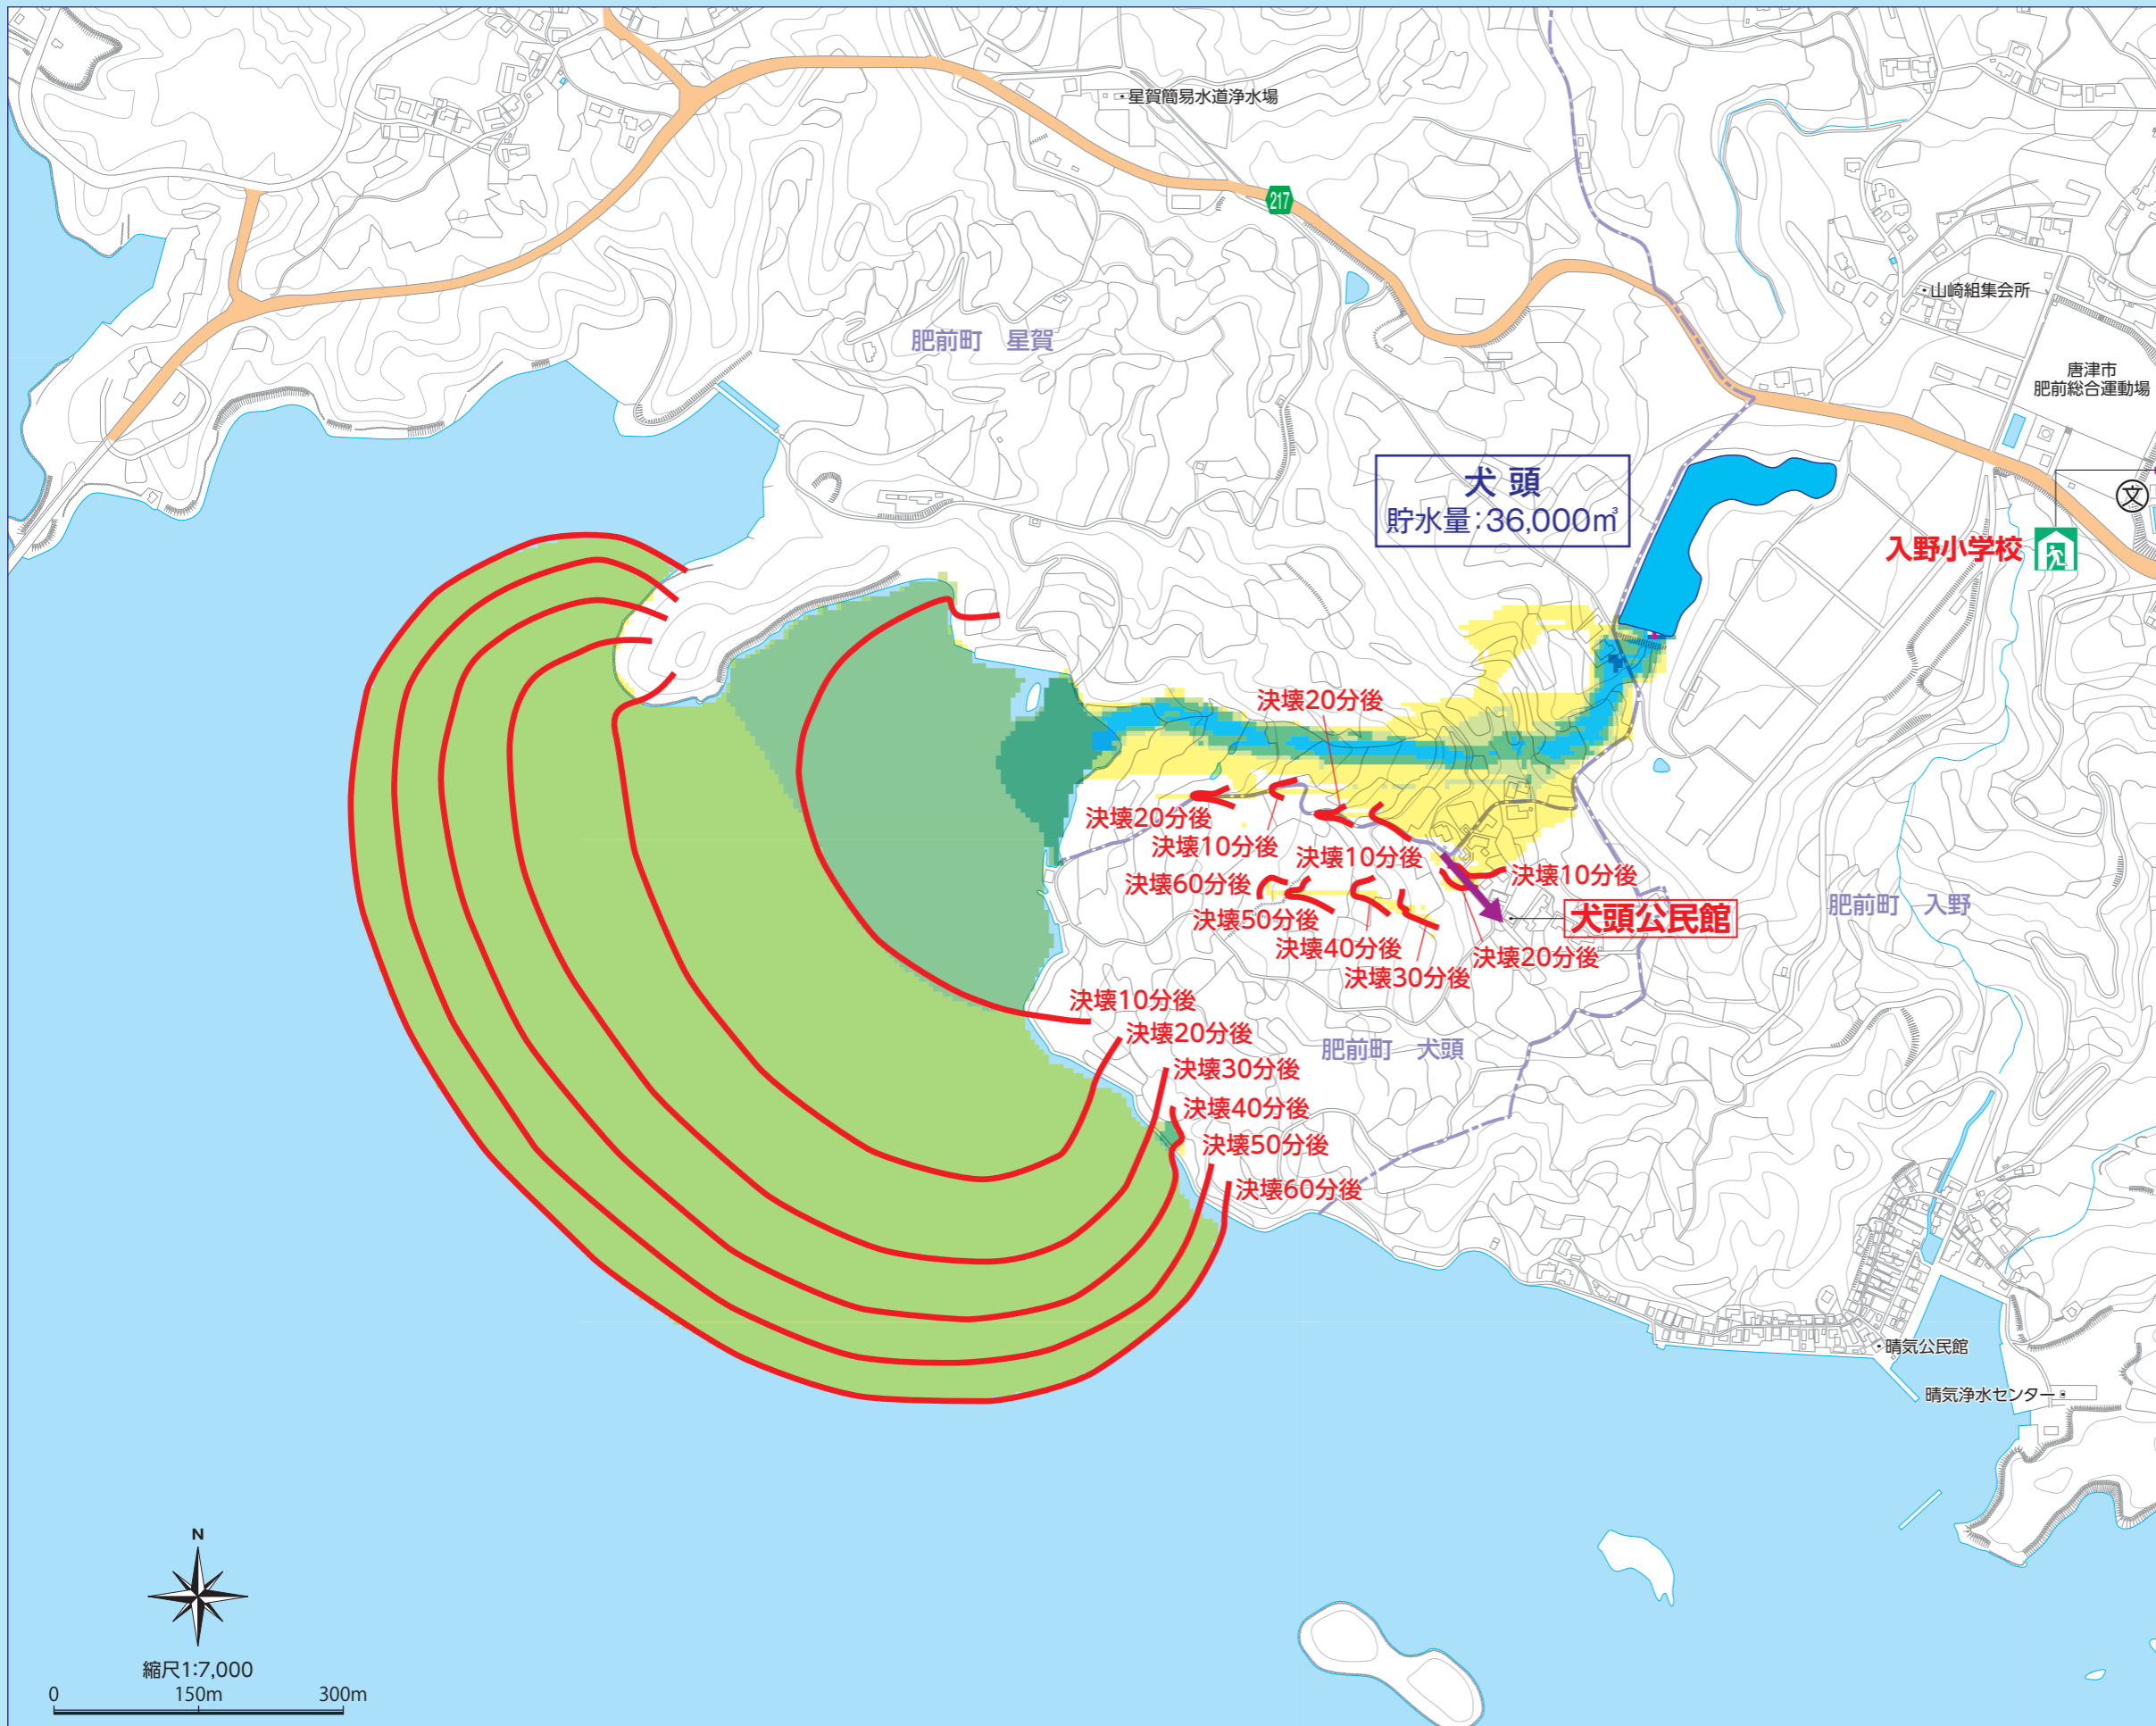 星賀簡易水道浄水場
217
山崎組集会所
肥前町 星賀
唐津市
肥前総合運動場
犬頭
貯水量:36,000㎥
文
入野小学校
決壊20分後
決壊20分後
決壊10分後
決壊10分後
決壊10分後
決壊60分後
肥前町 入野
犬頭公民館
決壊50分後
決壊40分後
決壊20分後
決壊30分後
決壊10分後
決壊20分後
肥前町 犬頭
決壊30分後
決壊40分後
決壊50分後
決壊60分後
晴気公民館
晴気浄水センター
N
縮尺1:7,000
0 150m 300m